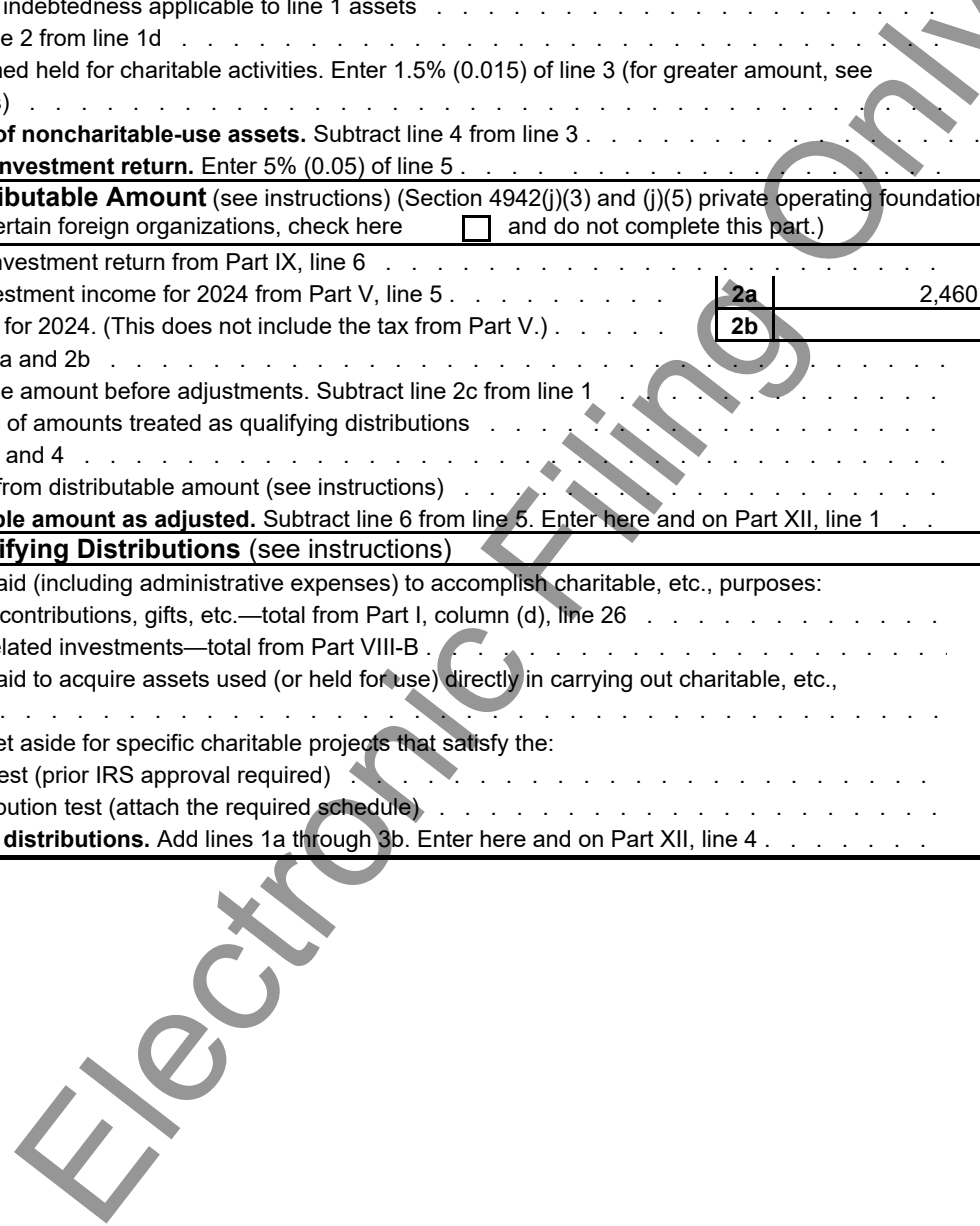 indebtedness applicable to line 1 assets . . . . . . . . . . . . . . . . . . . .
e 2 from line 1d . . . . . . . . . . . . . . . . . . . . . . . .
ned held for charitable activities. Enter 1.5% (0.015) of line 3 (for greater amount, see
s) . . . . . . . . . . . . . . . . . . . . . . . . . . . . .
of noncharitable-use assets. Subtract line 4 from line 3 . . . . . . . . . . . . .
nvestment return. Enter 5% (0.05) of line 5 . . . . . . . . . . . . . . . . .
ibutable Amount (see instructions) (Section 4942(j)(3) and (j)(5) private operating foundation
ertain foreign organizations, check here and do not complete this part.)
nvestment return from Part IX, line 6 . . . . . . . . . . . . . . . . . .
estment income for 2024 from Part V, line 5 . . . . . . . . 2a 2,460
for 2024. (This does not include the tax from Part V.) . . . . . 2b
a and 2b . . . . . . . . . . . . . . . . . . . . . . . . . . .
e amount before adjustments. Subtract line 2c from line 1 . . . . . . . . . . .
s of amounts treated as qualifying distributions . . . . . . . . . . . . . . .
and 4 . . . . . . . . . . . . . . . . . . . . . . . . . . . .
from distributable amount (see instructions) . . . . . . . . . . . . . . .
ble amount as adjusted. Subtract line 6 from line 5. Enter here and on Part XII, line 1 . .
ifying Distributions (see instructions)
aid (including administrative expenses) to accomplish charitable, etc., purposes:
contributions, gifts, etc.—total from Part I, column (d), line 26 . . . . . . . . . .
elated investments—total from Part VIII-B . . . . . . . . . . . . . . . . . .
aid to acquire assets used (or held for use) directly in carrying out charitable, etc.,
. . . . . . . . . . . . . . . . . . . . . . . . . . . . .
et aside for specific charitable projects that satisfy the:
est (prior IRS approval required) . . . . . . . . . . . . . . . . . . .
bution test (attach the required schedule) . . . . . . . . . . . . . . . .
distributions. Add lines 1a through 3b. Enter here and on Part XII, line 4 . . . . . .
Electronic Filing Only